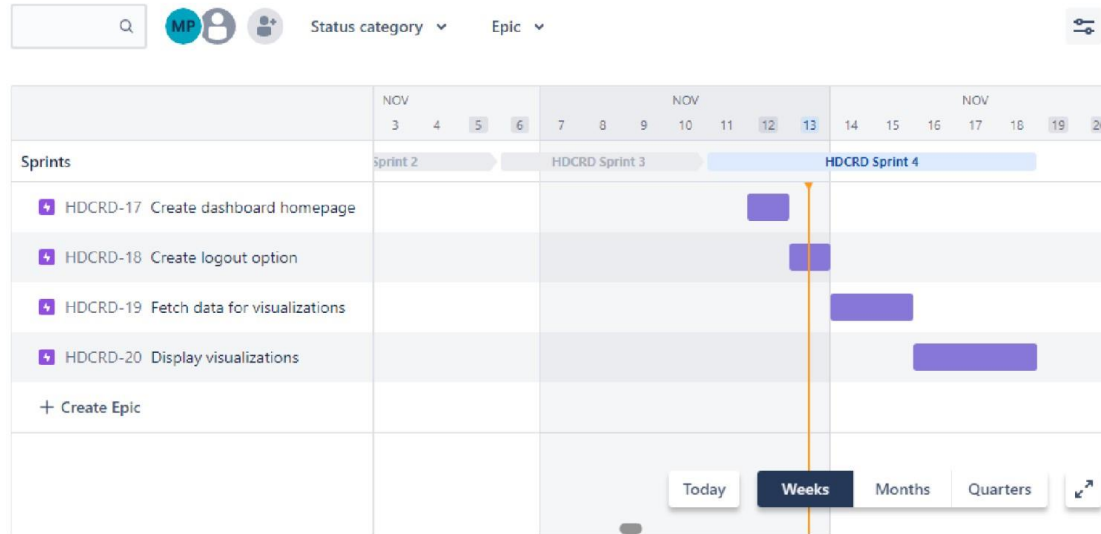 MP Status category Epic
NOV NOV NOV
3 4 5 6 7 8 9 10 11 12 13 14 15 16 17 18 19
Sprints Sprint 2 HDCRD Sprint 3 HDCRD Sprint 4
HDCRD-17 Create dashboard homepage
HDCRD-18 Create logout option
HDCRD-19 Fetch data for visualizations
HDCRD-20 Display visualizations
+ Create Epic
Today Weeks Months Quarters